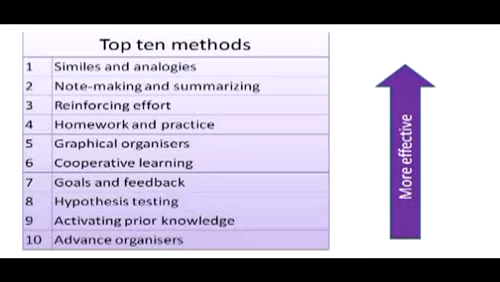 Top ten methods
1 Similes and analogies
2 Note-making and summarizing
3 Reinforcing effort
4 Homework and practice
5 Graphical organisers
6 Cooperative learning
7 Goals and feedback
8 Hypothesis testing
9 Activating prior knowledge
10 Advance organisers
More effective